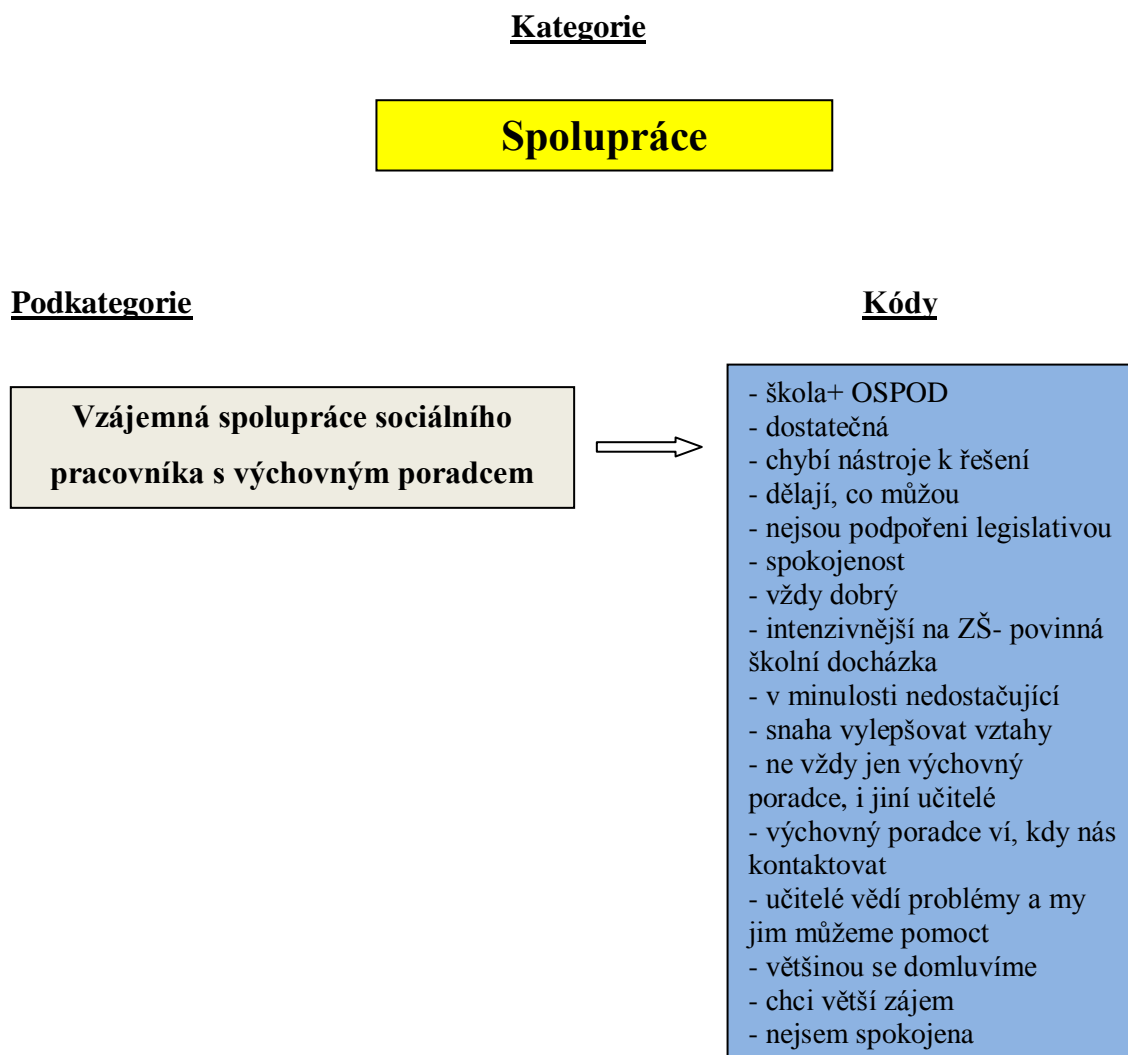 Kategorie
Spolupráce
Podkategorie
Kódy
Vzájemná spolupráce sociálního
pracovníka s výchovným poradcem
- škola+ OSPOD
- dostatečná
- chybí nástroje k řešení
- dělají, co můžou
- nejsou podpořeni legislativou
- spokojenost
- vždy dobrý
- intenzivnější na ZŠ- povinná
školní docházka
- v minulosti nedostačující
- snaha vylepšovat vztahy
- ne vždy jen výchovný
poradce, i jiní učitelé
- výchovný poradce ví, kdy nás
kontaktovat
- učitelé vědí problémy a my
jim můžeme pomoct
- většinou se domluvíme
- chci větší zájem
- nejsem spokojena